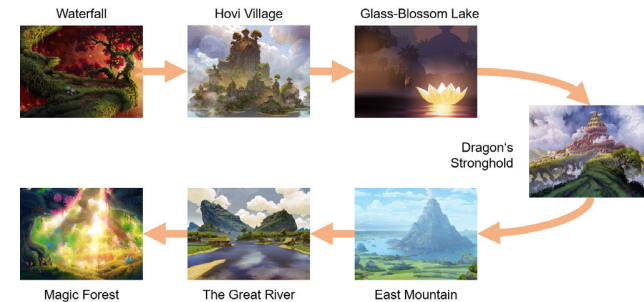 Waterfall
Hovi Village
Glass-Blossom Lake
Dragon's
Stronghold
Magic Forest
The Great River
East Mountain